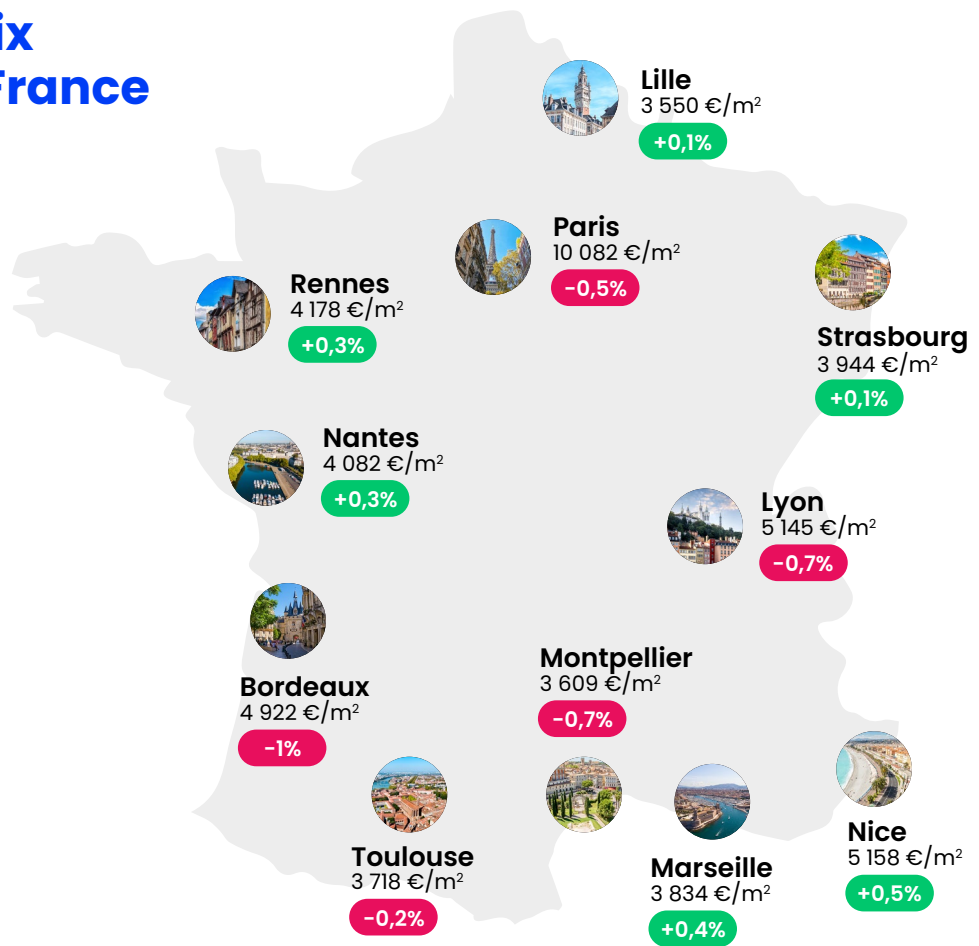 ix
France
Lille
3 550 €/m²
+0,1%
Paris
10 082 €/m²
-0,5%
Rennes
4 178 €/m²
+0,3%
Strasbourg
3 944 €/m²
+0,1%
Nantes
4 082 €/m²
+0,3%
Lyon
5 145 €/m²
-0,7%
Bordeaux
4 922 €/m²
-1%
Montpellier
3 609 €/m²
-0,7%
Toulouse
3 718 €/m²
-0,2%
Marseille
3 834 €/m²
+0,4%
Nice
5 158 €/m²
+0,5%